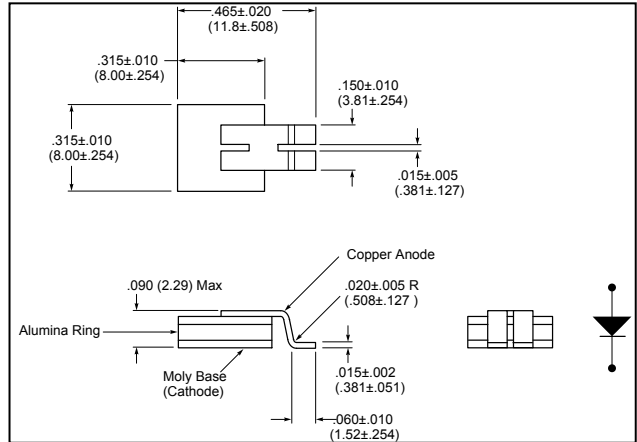 .465±.020
(11.8±.508)
.315±.010
(8.00±.254)
.150±.010
(3.81±.254)
.315±.010
(8.00±.254)
.015±.005
(.381±.127)
Copper Anode
.090 (2.29) Max
.020±.005 R
(.508±.127 )
Alumina Ring
Moly Base
(Cathode)
.015±.002
(.381±.051)
.060±.010
(1.52±.254)